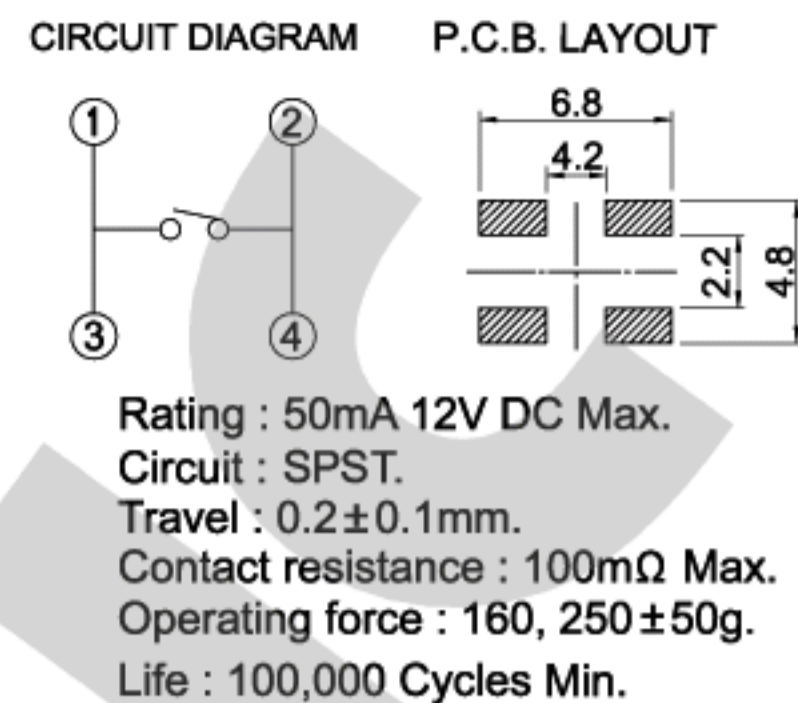 CIRCUIT DIAGRAM P.C.B. LAYOUT
1 2
3 4
6.8
4.2
2.2
4.8
Rating : 50mA 12V DC Max.
Circuit : SPST.
Travel : 0.2±0.1mm.
Contact resistance : 100mΩ Max.
Operating force : 160, 250±50g.
Life : 100,000 Cycles Min.